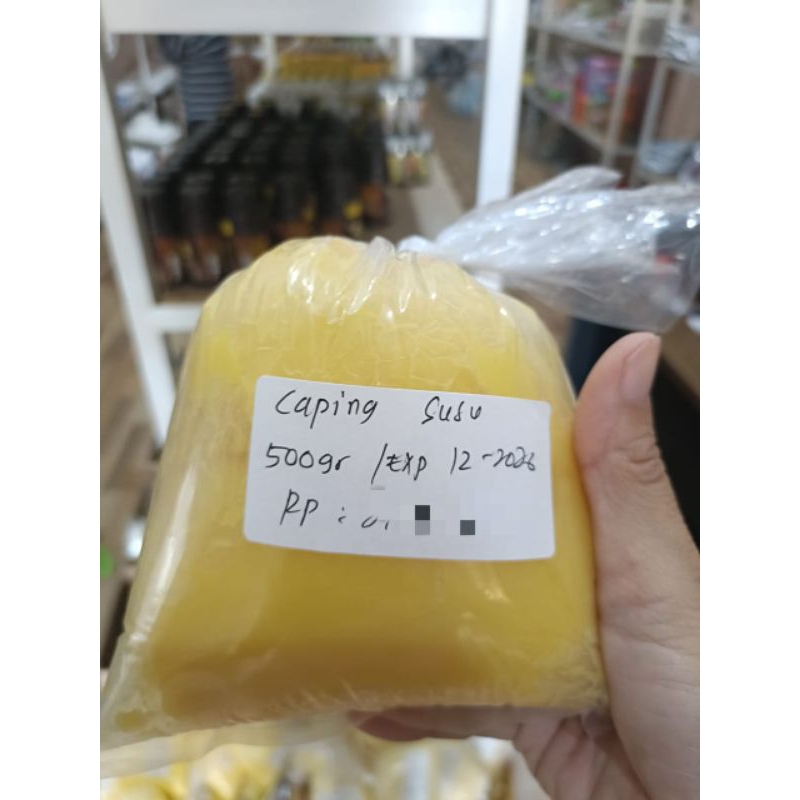 Caping Susu
500gr /Exp 12-2026
RP :